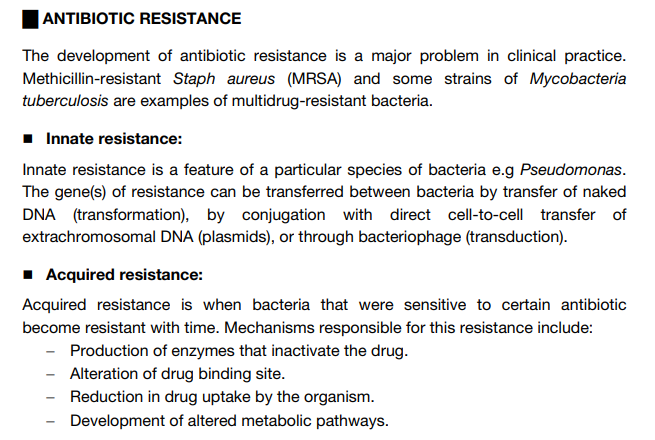 ANTIBIOTIC RESISTANCE
The development of antibiotic resistance is a major problem in clinical practice.
Methicillin-resistant Staph aureus (MRSA) and some strains of Mycobacteria
tuberculosis are examples of multidrug-resistant bacteria.
■ Innate resistance:
Innate resistance is a feature of a particular species of bacteria e.g Pseudomonas.
The gene(s) of resistance can be transferred between bacteria by transfer of naked
DNA (transformation), by conjugation with direct cell-to-cell transfer of
extrachromosomal DNA (plasmids), or through bacteriophage (transduction).
■ Acquired resistance:
Acquired resistance is when bacteria that were sensitive to certain antibiotic
become resistant with time. Mechanisms responsible for this resistance include:
– Production of enzymes that inactivate the drug.
– Alteration of drug binding site.
– Reduction in drug uptake by the organism.
– Development of altered metabolic pathways.